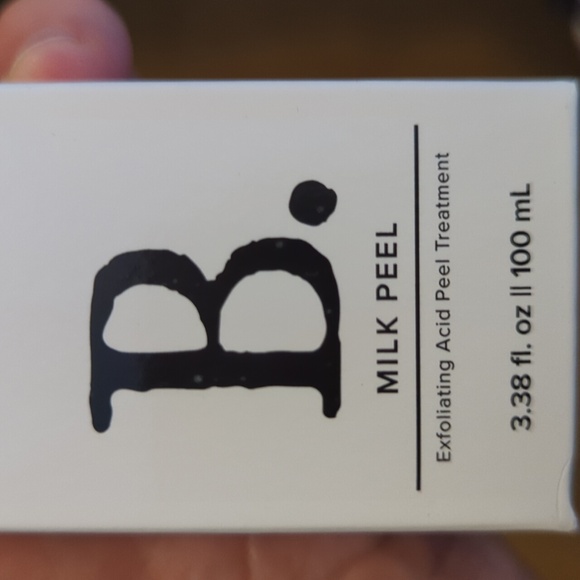 B.
MILK PEEL
Exfoliating Acid Peel Treatment
3.38 fl. oz || 100 mL